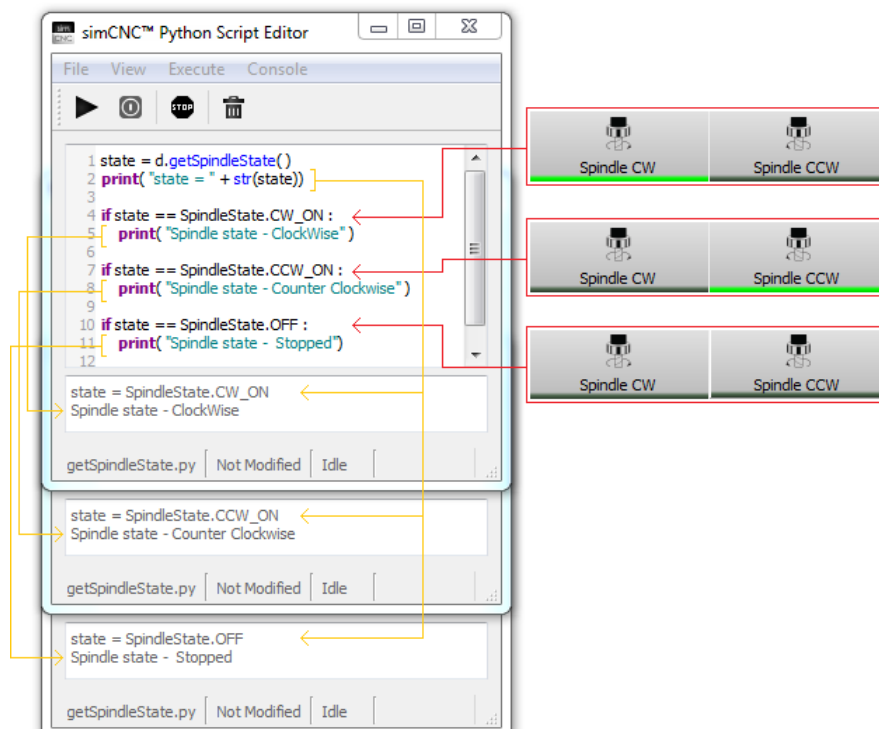 sim
CNC
simCNC™ Python Script Editor
File View Execute Console
STOP
1 state = d.getSpindleState()
2 print( "state = " + str(state))
3
4 if state == SpindleState.CW_ON :
5 print( "Spindle state - ClockWise" )
6
7 if state == SpindleState.CCW_ON :
8 print( "Spindle state - Counter Clockwise" )
9
10 if state == SpindleState.OFF :
11 print( "Spindle state -  Stopped")
12
state = SpindleState.CW_ON
Spindle state - ClockWise
getSpindleState.py Not Modified Idle
state = SpindleState.CCW_ON
Spindle state - Counter Clockwise
getSpindleState.py Not Modified Idle
state = SpindleState.OFF
Spindle state -  Stopped
getSpindleState.py Not Modified Idle
Spindle CW Spindle CCW
Spindle CW Spindle CCW
Spindle CW Spindle CCW